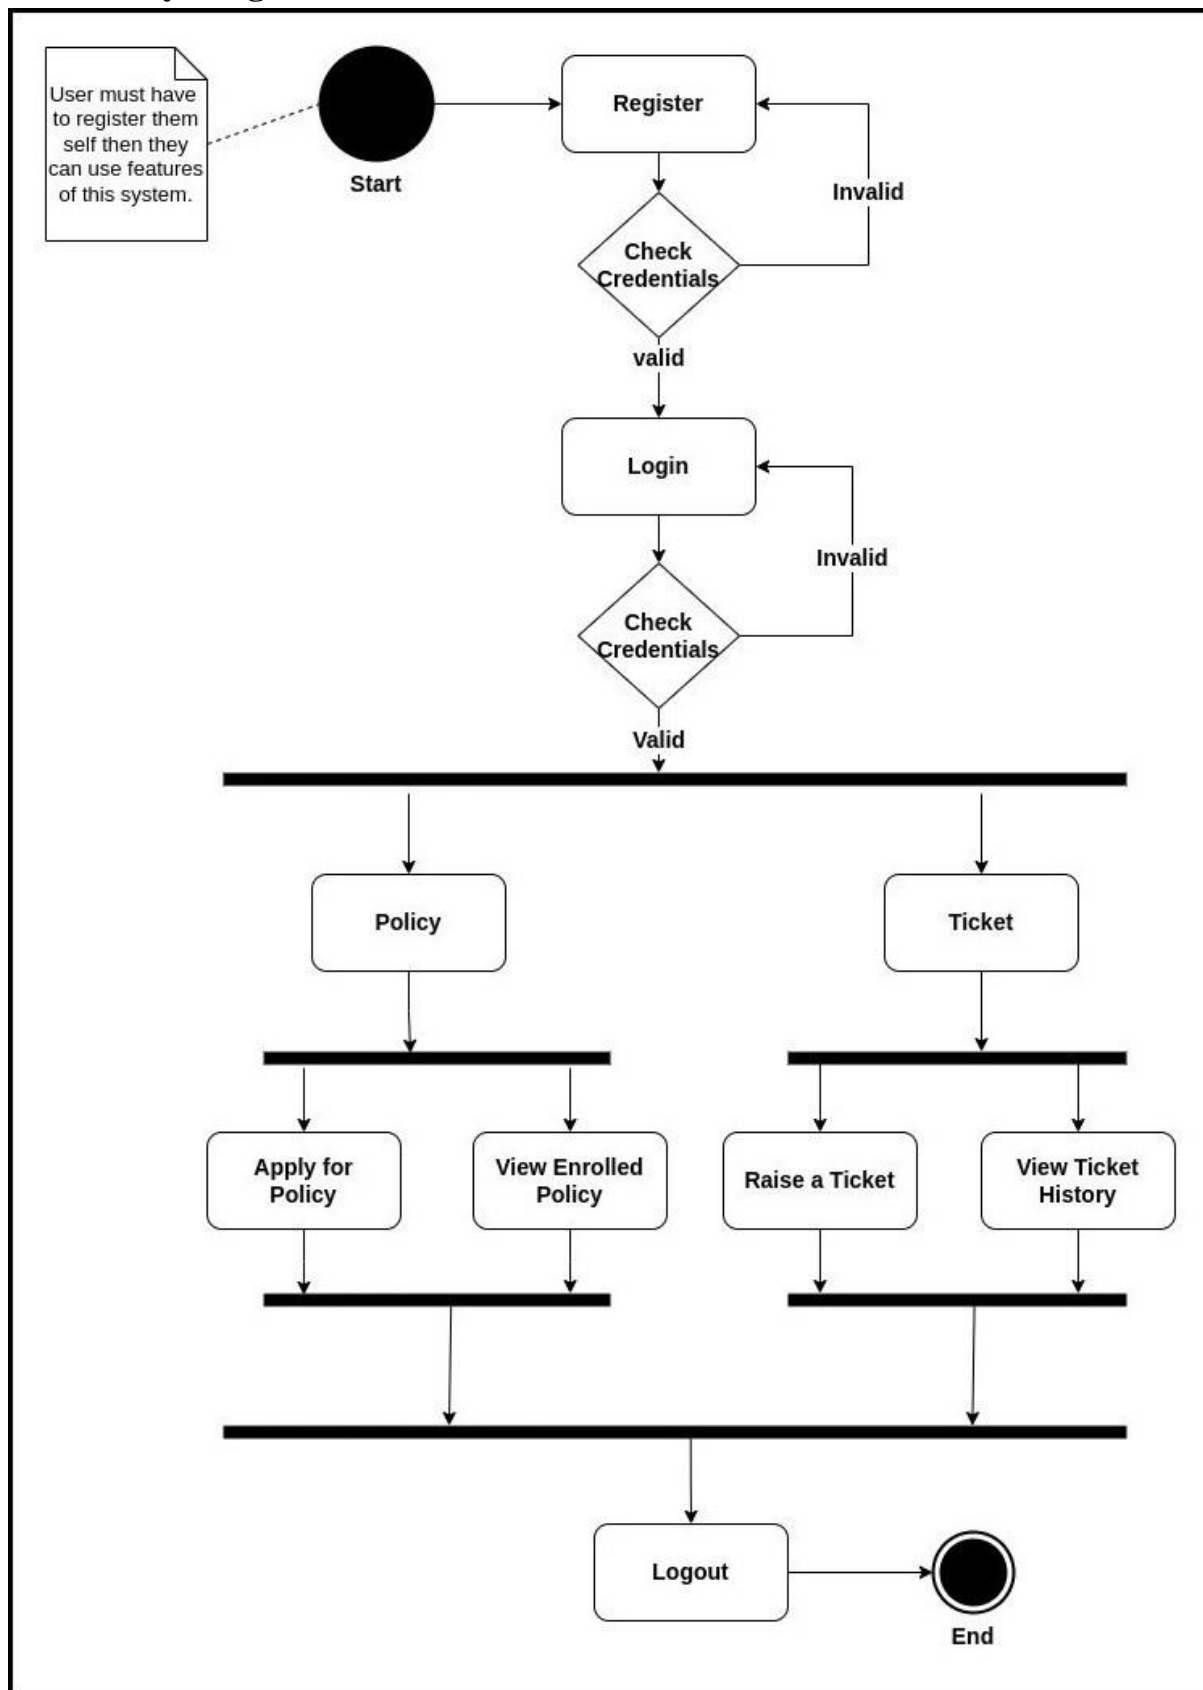 User must have
to register them
self then they
can use features
of this system.
Start
Register
Invalid
Check
Credentials
valid
Login
Invalid
Check
Credentials
Valid
Policy
Ticket
Apply for
Policy
View Enrolled
Policy
Raise a Ticket
View Ticket
History
Logout
End